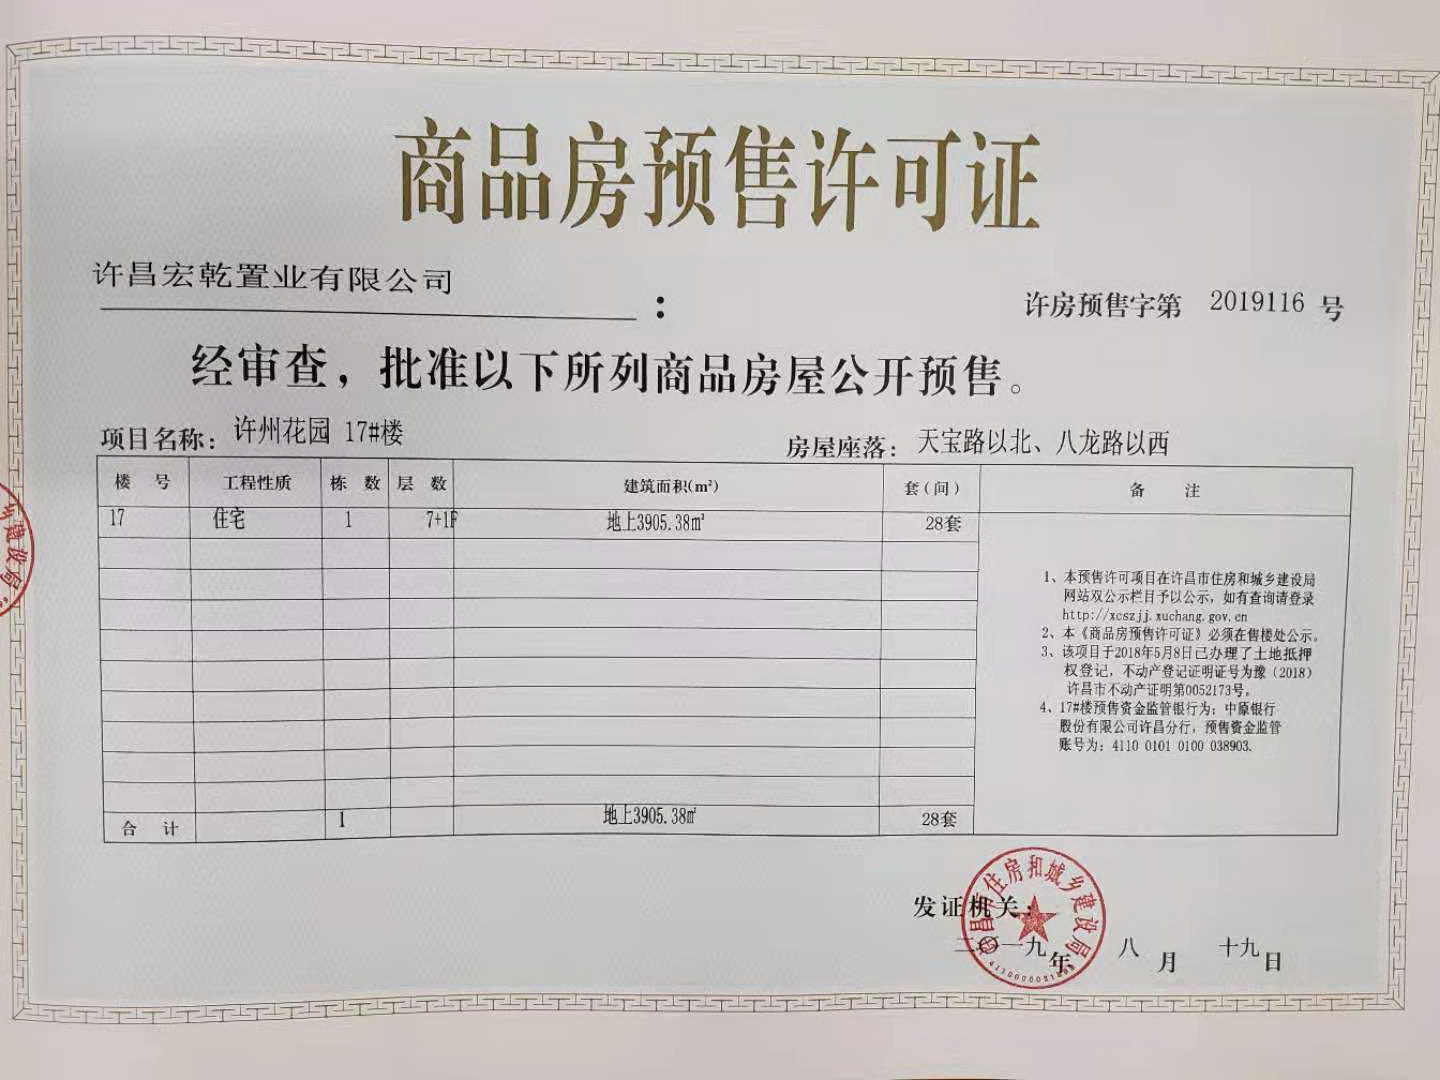 商品房预售许可证
许昌宏乾置业有限公司：
许房预售字第 2019116 号
经审查，批准以下所列商品房屋公开预售。
项目名称：许州花园 17#楼
房屋座落：天宝路以北、八龙路以西
楼 号 工程性质 栋 数 层 数 建筑面积(m²) 套(间) 备 注
17 住宅 1 7+1F 地上3905.38㎡ 28套
1、本预售许可项目在许昌市住房和城乡建设局
网站双公示栏目予以公示，如有查询请登录
http://xcszjj.xuchang.gov.cn
2、本《商品房预售许可证》必须在售楼处公示。
3、该项目于2018年5月8日已办理了土地抵押
权登记，不动产登记证明证号为豫（2018）
许昌市不动产证明第0052173号。
4、17#楼预售资金监管银行为：中原银行
股份有限公司许昌分行，预售资金监管
账号为：4110 0101 0100 038903.
合 计 1 地上3905.38㎡ 28套
发证机关：
许昌市住房和城乡建设局
二〇一九年 八月 十九日
乡建设局